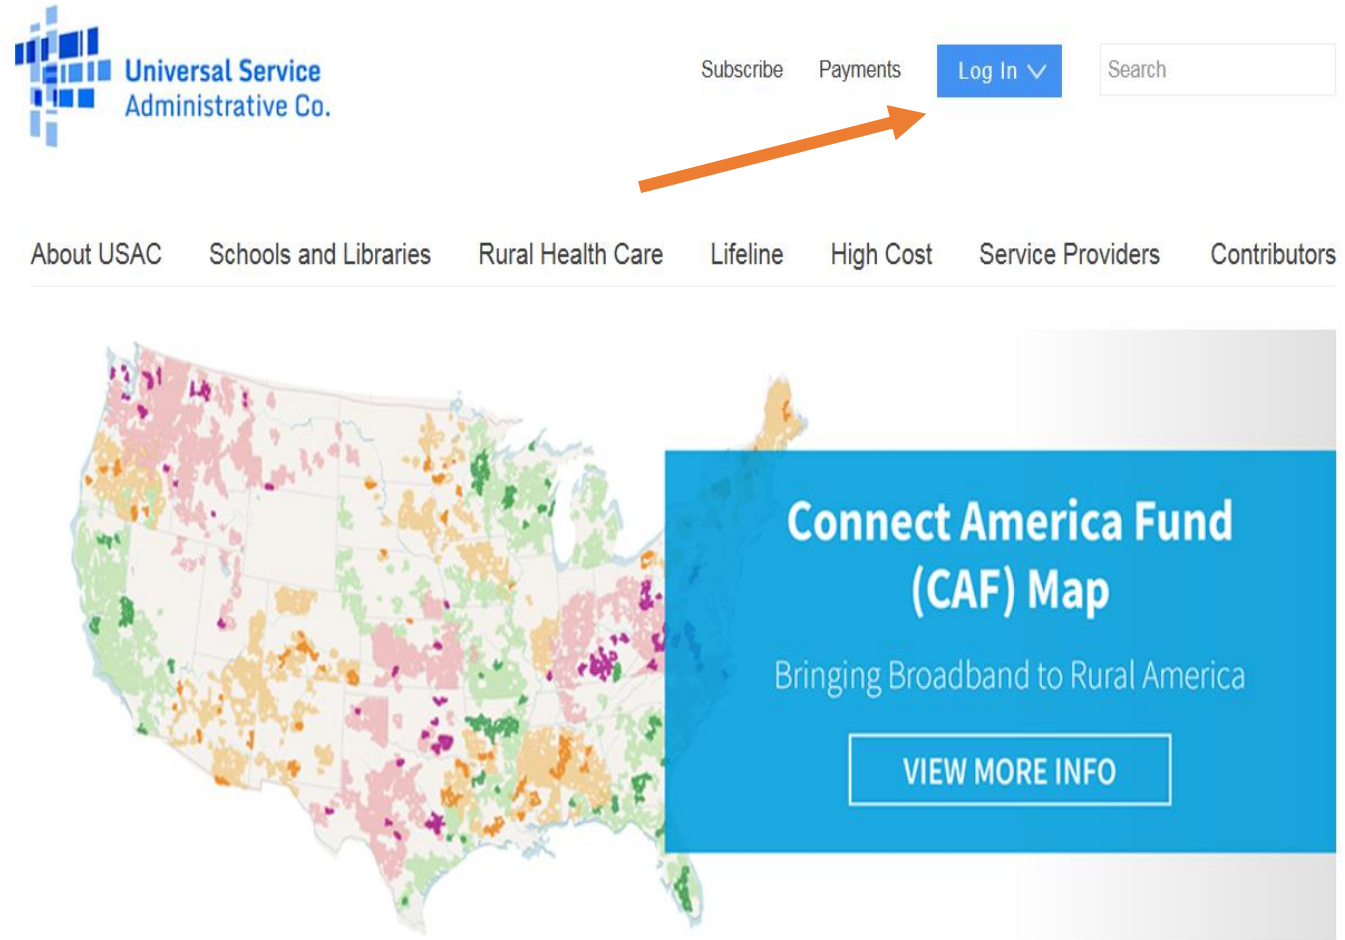 Universal Service
Administrative Co.
Subscribe Payments Log In Search
About USAC Schools and Libraries Rural Health Care Lifeline High Cost Service Providers Contributors
Connect America Fund
(CAF) Map
Bringing Broadband to Rural America
VIEW MORE INFO